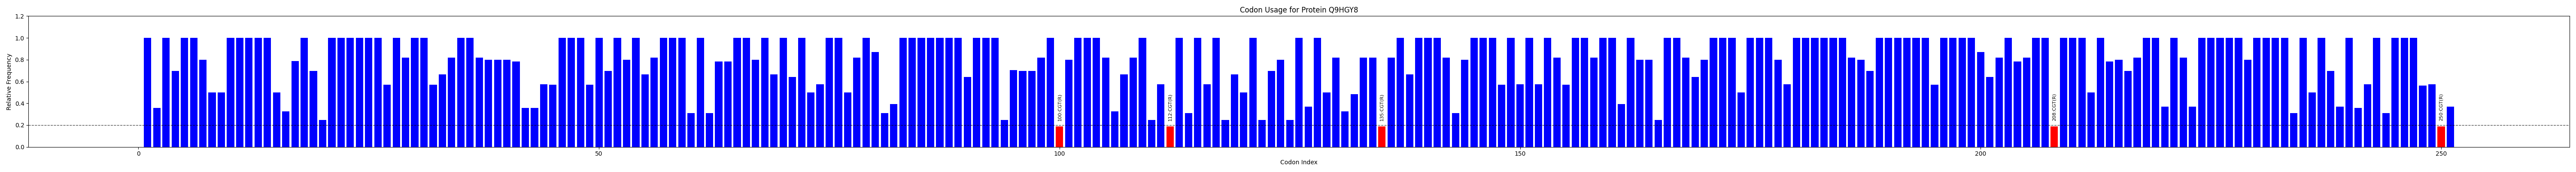 Codon Usage for Protein Q9HGY8
1.2
1.0
0.8
0.6
0.4
0.2
0.0
Relative Frequency
100:CGT(R)
112:CGT(R)
135:CGT(R)
208:CGT(R)
250:CGT(R)
0
50
100
150
200
250
Codon Index